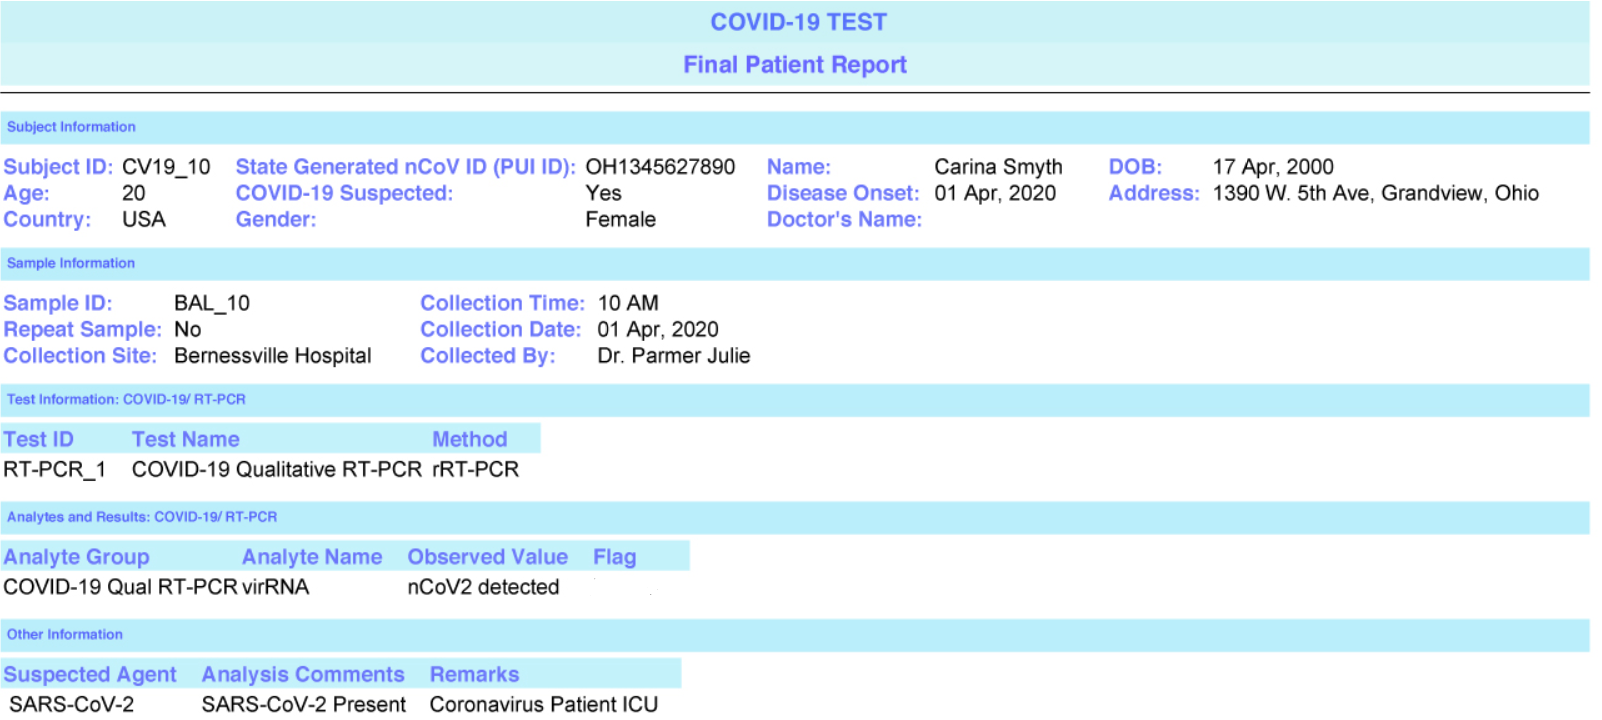 COVID-19 TEST
Final Patient Report
Subject Information
Subject ID: CV19_10 State Generated nCoV ID (PUI ID): OH1345627890 Name: Carina Smyth DOB: 17 Apr, 2000
Age: 20 COVID-19 Suspected: Yes Disease Onset: 01 Apr, 2020 Address: 1390 W. 5th Ave, Grandview, Ohio
Country: USA Gender: Female Doctor's Name:
Sample Information
Sample ID: BAL_10 Collection Time: 10 AM
Repeat Sample: No Collection Date: 01 Apr, 2020
Collection Site: Bernessville Hospital Collected By: Dr. Parmer Julie
Test Information: COVID-19/ RT-PCR
Test ID Test Name Method
RT-PCR_1 COVID-19 Qualitative RT-PCR rRT-PCR
Analytes and Results: COVID-19/ RT-PCR
Analyte Group Analyte Name Observed Value Flag
COVID-19 Qual RT-PCR virRNA nCoV2 detected
Other Information
Suspected Agent Analysis Comments Remarks
SARS-CoV-2 SARS-CoV-2 Present Coronavirus Patient ICU